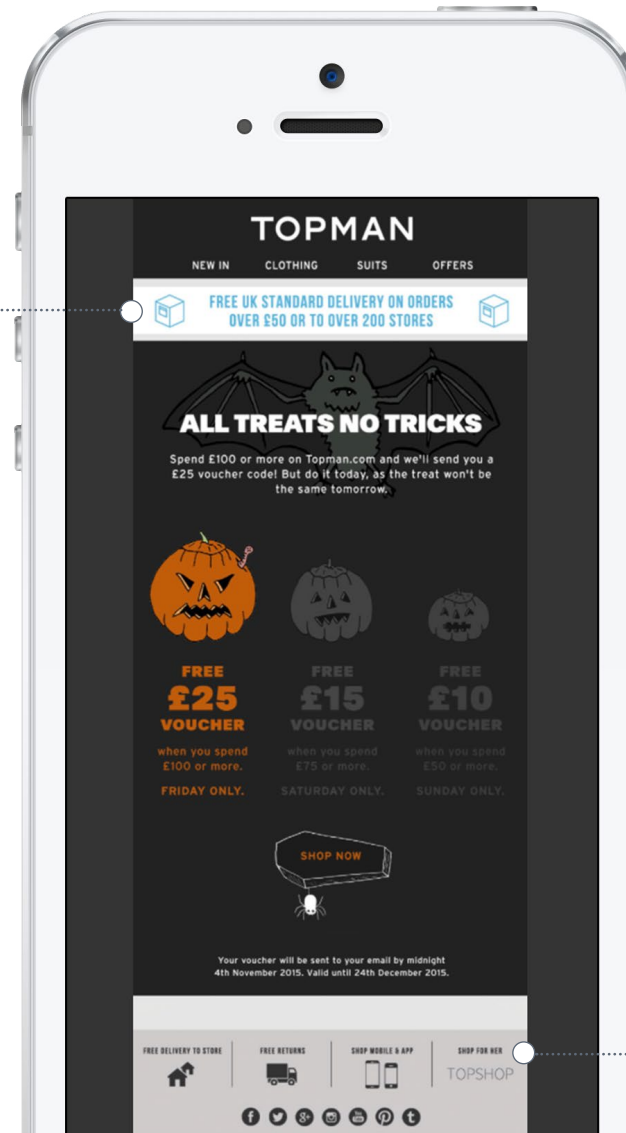 TOPMAN
NEW IN CLOTHING SUITS OFFERS
FREE UK STANDARD DELIVERY ON ORDERS
OVER £50 OR TO OVER 200 STORES
ALL TREATS NO TRICKS
Spend £100 or more on Topman.com and we'll send you a
£25 voucher code! But do it today, as the treat won't be
the same tomorrow.
FREE
£25
VOUCHER
when you spend
£100 or more.
FRIDAY ONLY.
FREE
£15
VOUCHER
when you spend
£75 or more.
SATURDAY ONLY.
FREE
£10
VOUCHER
when you spend
£50 or more.
SUNDAY ONLY.
SHOP NOW
Your voucher will be sent to your email by midnight
4th November 2015. Valid until 24th December 2015.
FREE DELIVERY TO STORE
FREE RETURNS
SHOP MOBILE & APP
SHOP FOR HER
TOPSHOP